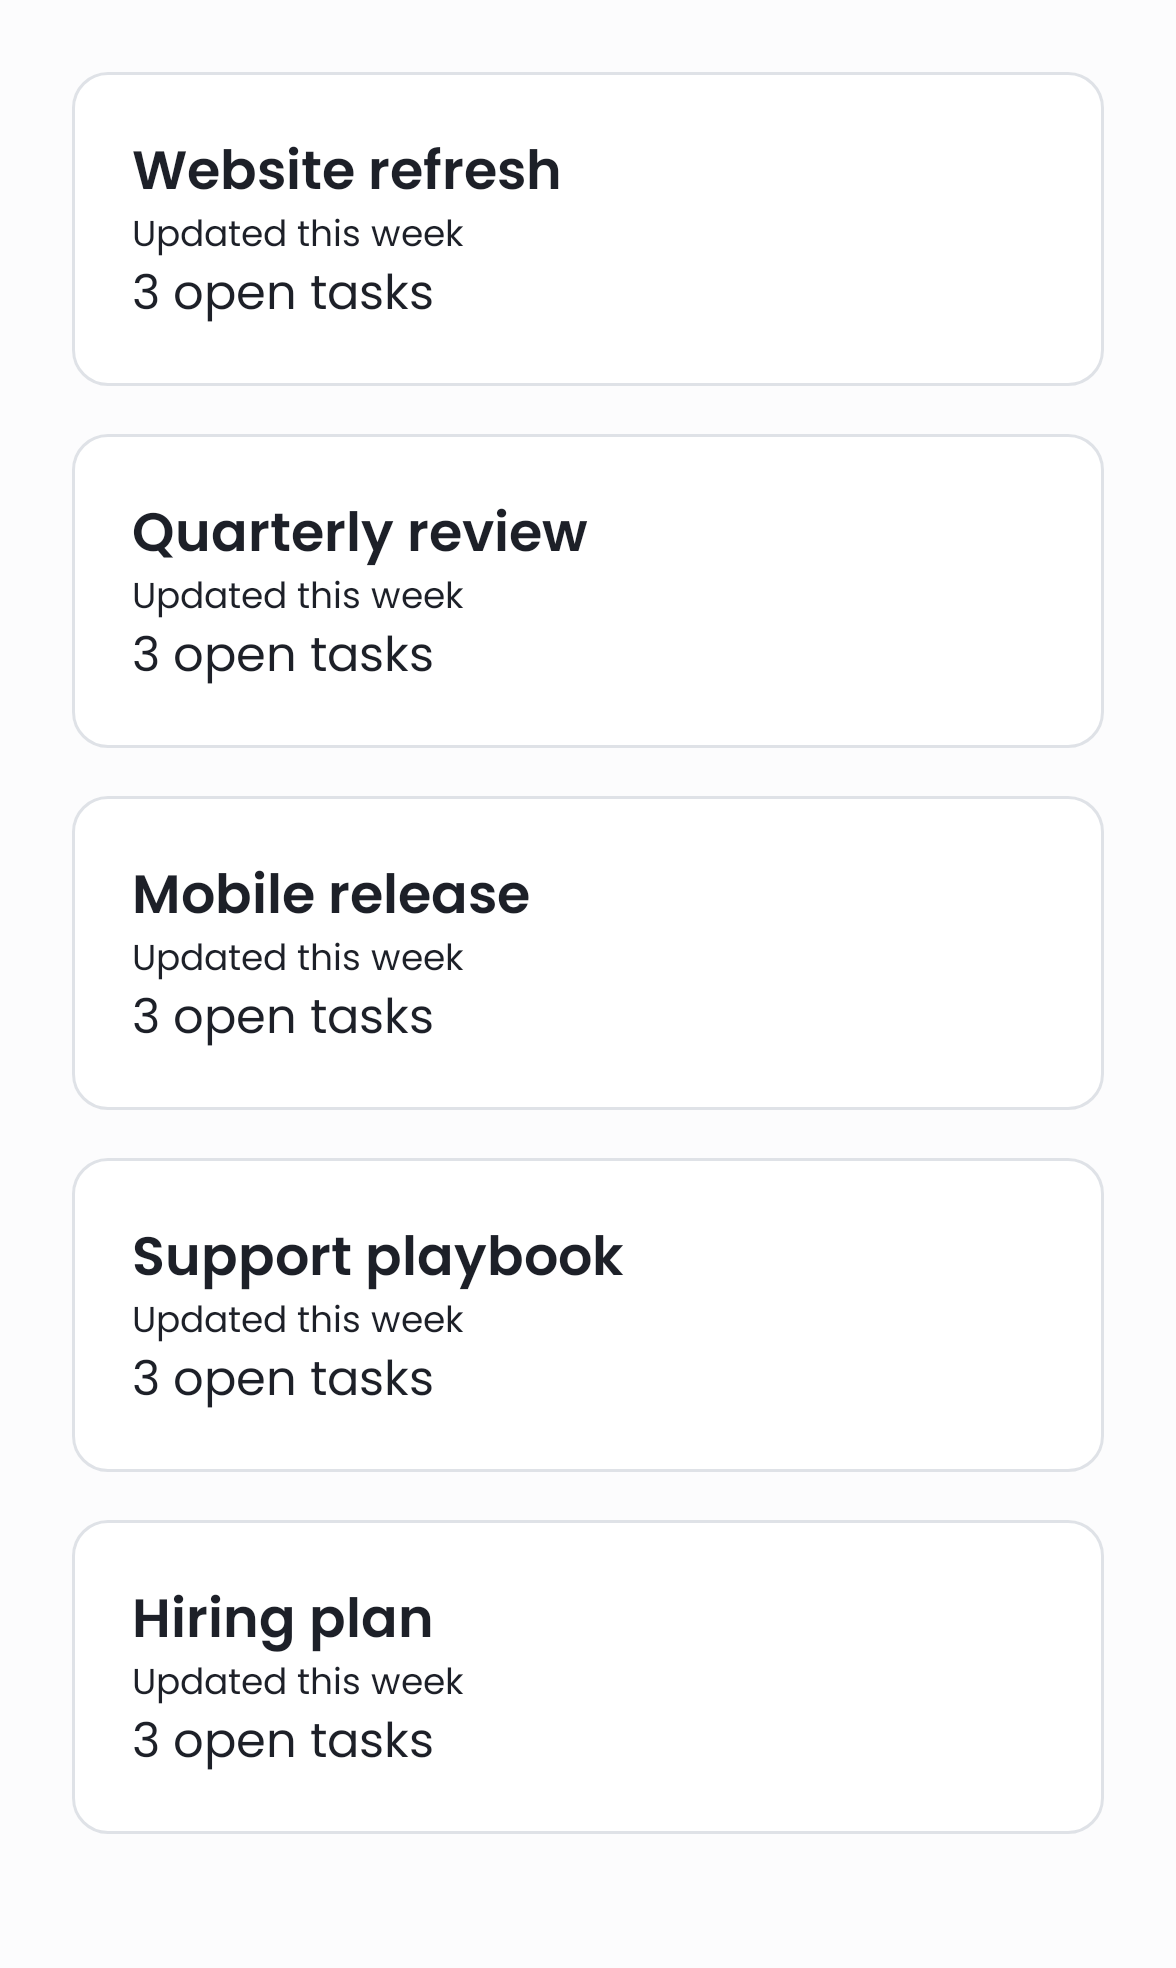 Website refresh
Updated this week
3 open tasks
Quarterly review
Updated this week
3 open tasks
Mobile release
Updated this week
3 open tasks
Support playbook
Updated this week
3 open tasks
Hiring plan
Updated this week
3 open tasks